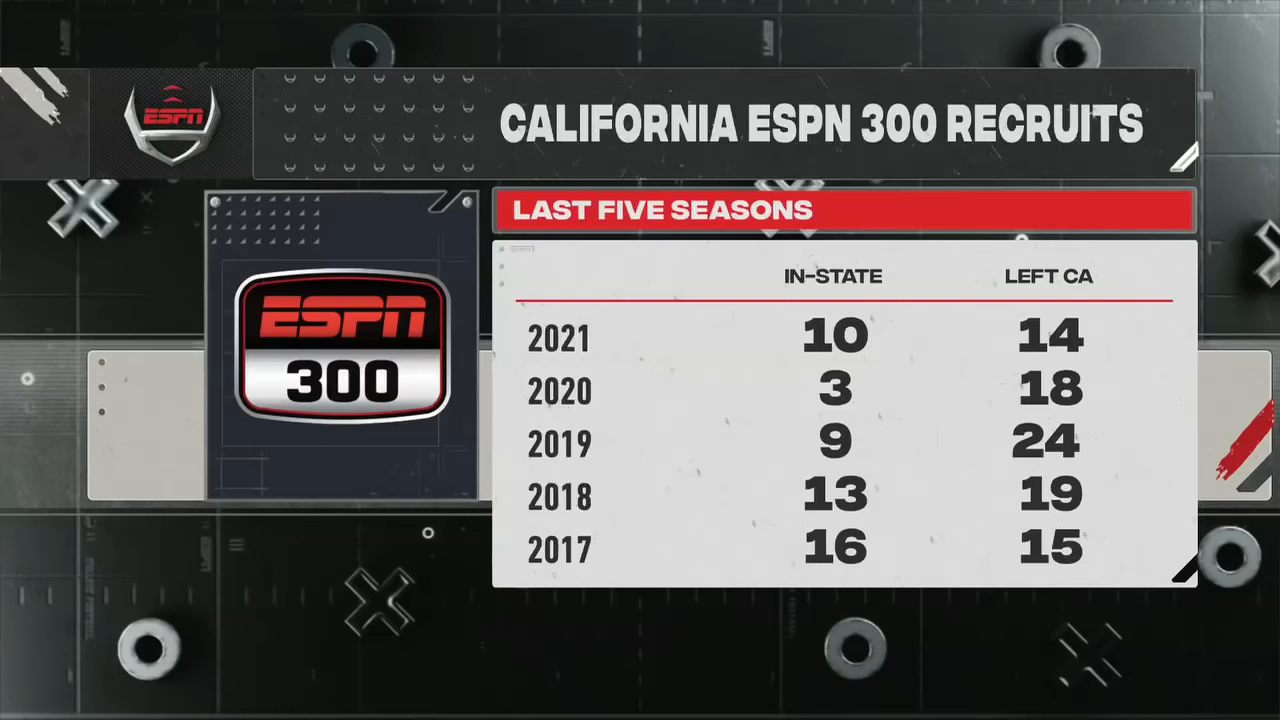 ESPN
CALIFORNIA ESPN 300 RECRUITS
LAST FIVE SEASONS
ESPN
300
IN-STATE LEFT CA
2021 10 14
2020 3 18
2019 9 24
2018 13 19
2017 16 15